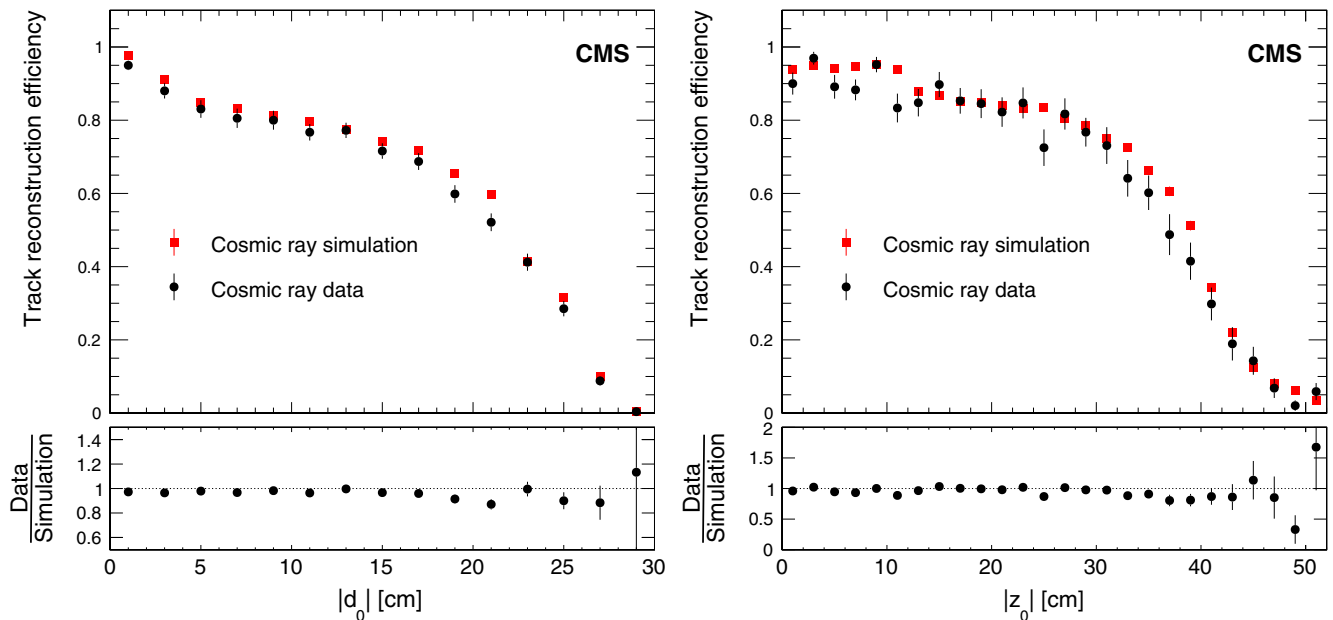 CMS
Track reconstruction efficiency
1
0.8
0.6
0.4
0.2
0
Cosmic ray simulation
Cosmic ray data
Data
Simulation
1.4
1.2
1
0.8
0.6
0 5 10 15 20 25 30
|d₀| [cm]
CMS
Track reconstruction efficiency
1
0.8
0.6
0.4
0.2
0
Cosmic ray simulation
Cosmic ray data
Data
Simulation
2
1.5
1
0.5
0
0 10 20 30 40 50
|z₀| [cm]